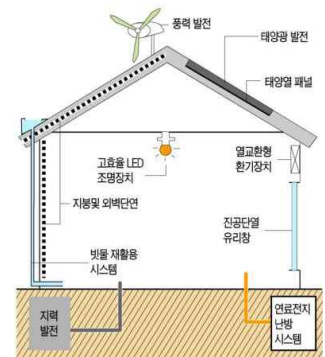 풍력 발전
태양광 발전
태양열 패널
고효율 LED
조명장치
열교환형
환기장치
지붕및 외벽단연
진공단열
유리창
빗물 재활용
시스템
지력
발전
연료전지
난방
시스템